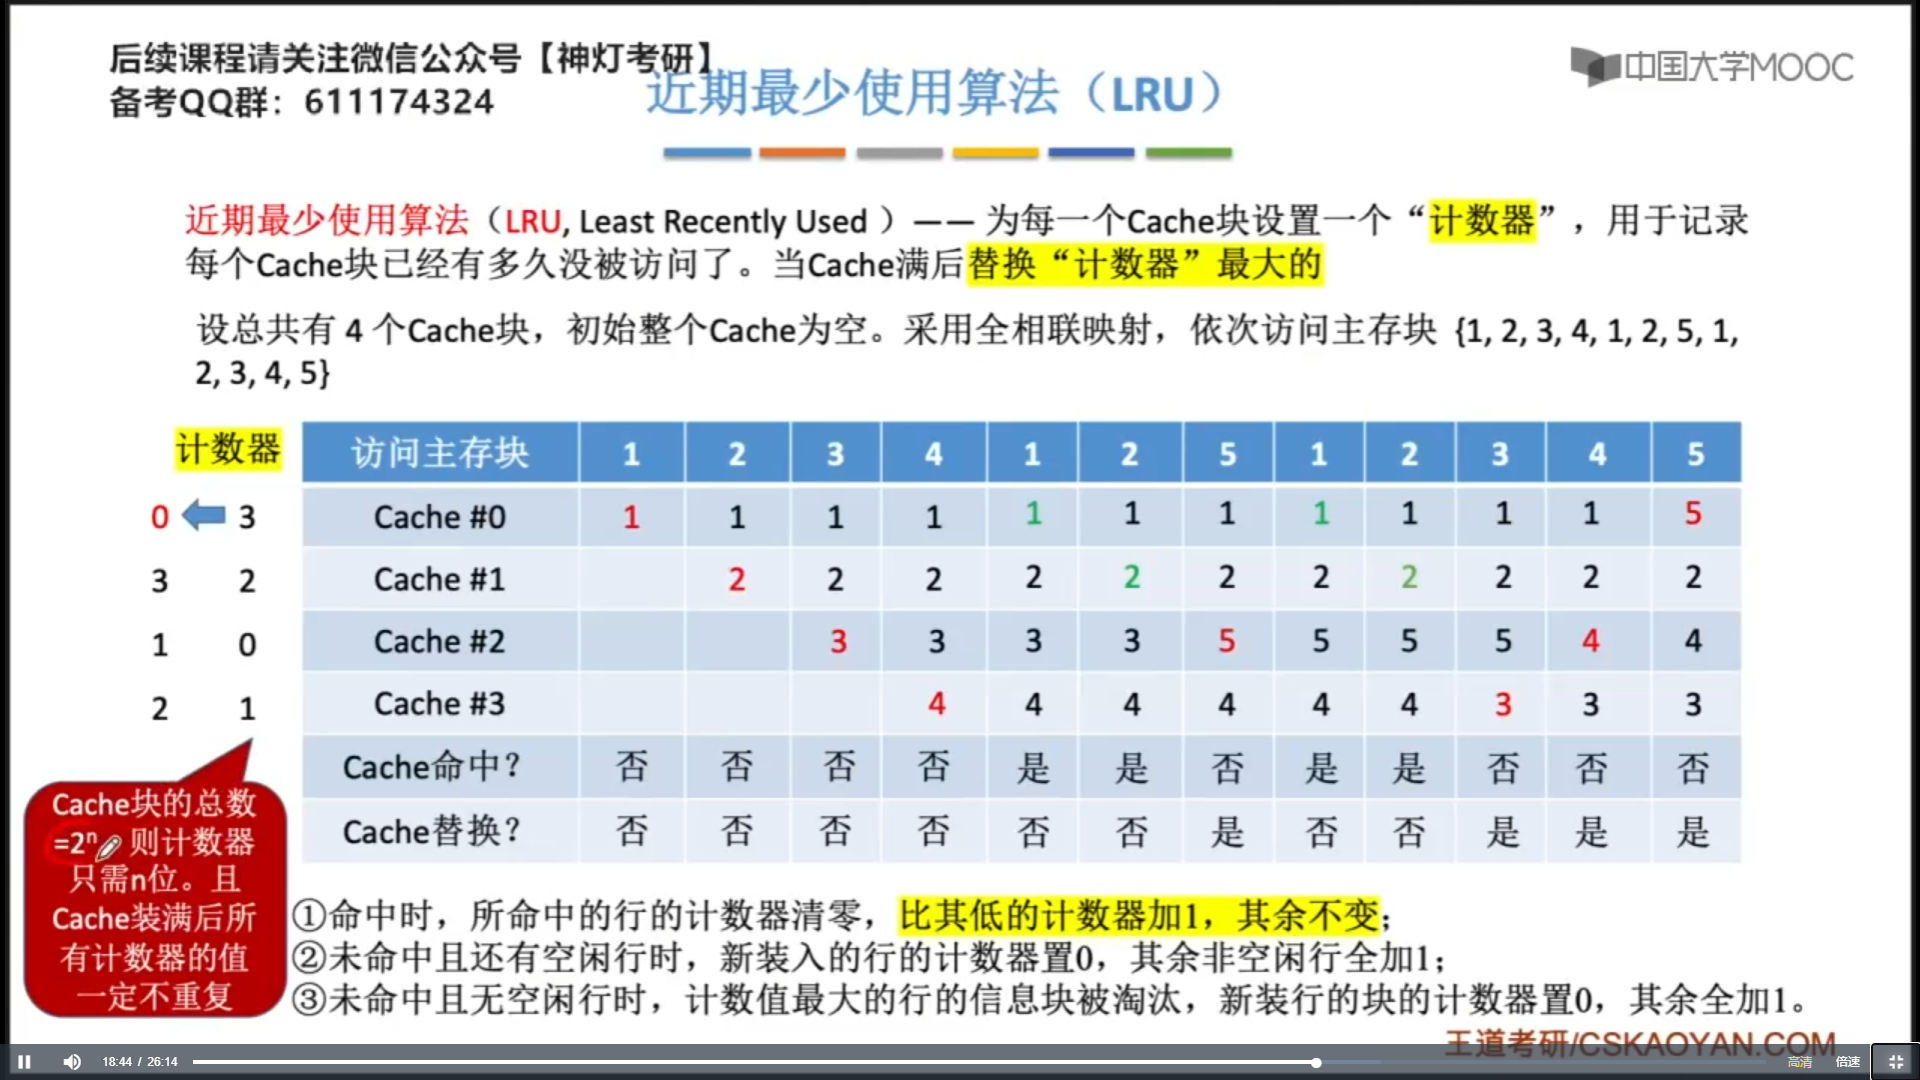 后续课程请关注微信公众号【神灯考研】
备考QQ群：611174324
中国大学MOOC
近期最少使用算法（LRU）
近期最少使用算法（LRU, Least Recently Used ）—— 为每一个Cache块设置一个“计数器”，用于记录
每个Cache块已经有多久没被访问了。当Cache满后替换“计数器”最大的
设总共有 4 个Cache块，初始整个Cache为空。采用全相联映射，依次访问主存块 {1, 2, 3, 4, 1, 2, 5, 1,
2, 3, 4, 5}
计数器 访问主存块 1 2 3 4 1 2 5 1 2 3 4 5
0 3 Cache #0 1 1 1 1 1 1 1 1 1 1 1 5
3 2 Cache #1 2 2 2 2 2 2 2 2 2 2 2
1 0 Cache #2 3 3 3 3 5 5 5 5 4 4
2 1 Cache #3 4 4 4 4 4 4 3 3 3
Cache命中？ 否 否 否 否 是 是 否 是 是 否 否 否
Cache替换？ 否 否 否 否 否 否 是 否 否 是 是 是
Cache块的总数
=2ⁿ 则计数器
只需n位。且
Cache装满后所
有计数器的值
一定不重复
①命中时，所命中的行的计数器清零，比其低的计数器加1，其余不变；
②未命中且还有空闲行时，新装入的行的计数器置0，其余非空闲行全加1；
③未命中且无空闲行时，计数值最大的行的信息块被淘汰，新装行的块的计数器置0，其余全加1。
王道考研/CSKAOYAN.COM
18:44 / 26:14
高清 倍速